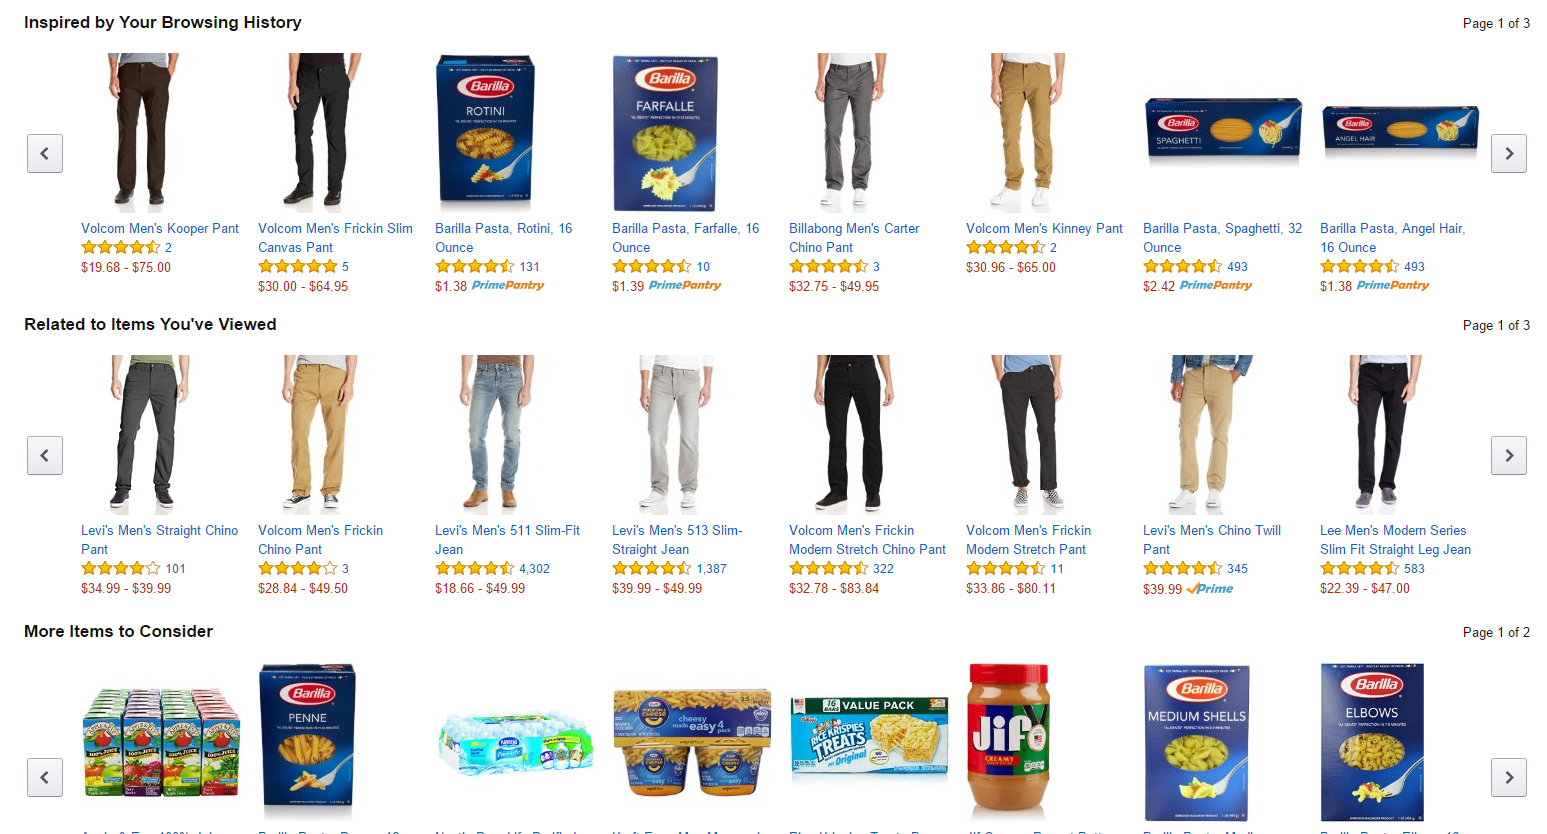 Inspired by Your Browsing History
Page 1 of 3
Barilla
ROTINI
Barilla
FARFALLE
Barilla
SPAGHETTI
Barilla
ANGEL HAIR
Volcom Men's Kooper Pant
2
$19.68 - $75.00
Volcom Men's Frickin Slim
Canvas Pant
5
$30.00 - $64.95
Barilla Pasta, Rotini, 16
Ounce
131
$1.38 PrimePantry
Barilla Pasta, Farfalle, 16
Ounce
10
$1.39 PrimePantry
Billabong Men's Carter
Chino Pant
3
$32.75 - $49.95
Volcom Men's Kinney Pant
2
$30.96 - $65.00
Barilla Pasta, Spaghetti, 32
Ounce
493
$2.42 PrimePantry
Barilla Pasta, Angel Hair,
16 Ounce
493
$1.38 PrimePantry
Related to Items You've Viewed
Page 1 of 3
Levi's Men's Straight Chino
Pant
101
$34.99 - $39.99
Volcom Men's Frickin
Chino Pant
3
$28.84 - $49.50
Levi's Men's 511 Slim-Fit
Jean
4,302
$18.66 - $49.99
Levi's Men's 513 Slim-
Straight Jean
1,387
$39.99 - $49.99
Volcom Men's Frickin
Modern Stretch Chino Pant
322
$32.78 - $83.84
Volcom Men's Frickin
Modern Stretch Pant
11
$33.86 - $80.11
Levi's Men's Chino Twill
Pant
345
$39.99 Prime
Lee Men's Modern Series
Slim Fit Straight Leg Jean
583
$22.39 - $47.00
More Items to Consider
Page 1 of 2
100% JUICE
Barilla
PENNE
Nestle
Pure Life
cheesy
made easy 4
pack
16
BARS
VALUE PACK
RICE KRISPIES
TREATS
Original
Jif
CREAMY
Barilla
MEDIUM SHELLS
Barilla
ELBOWS